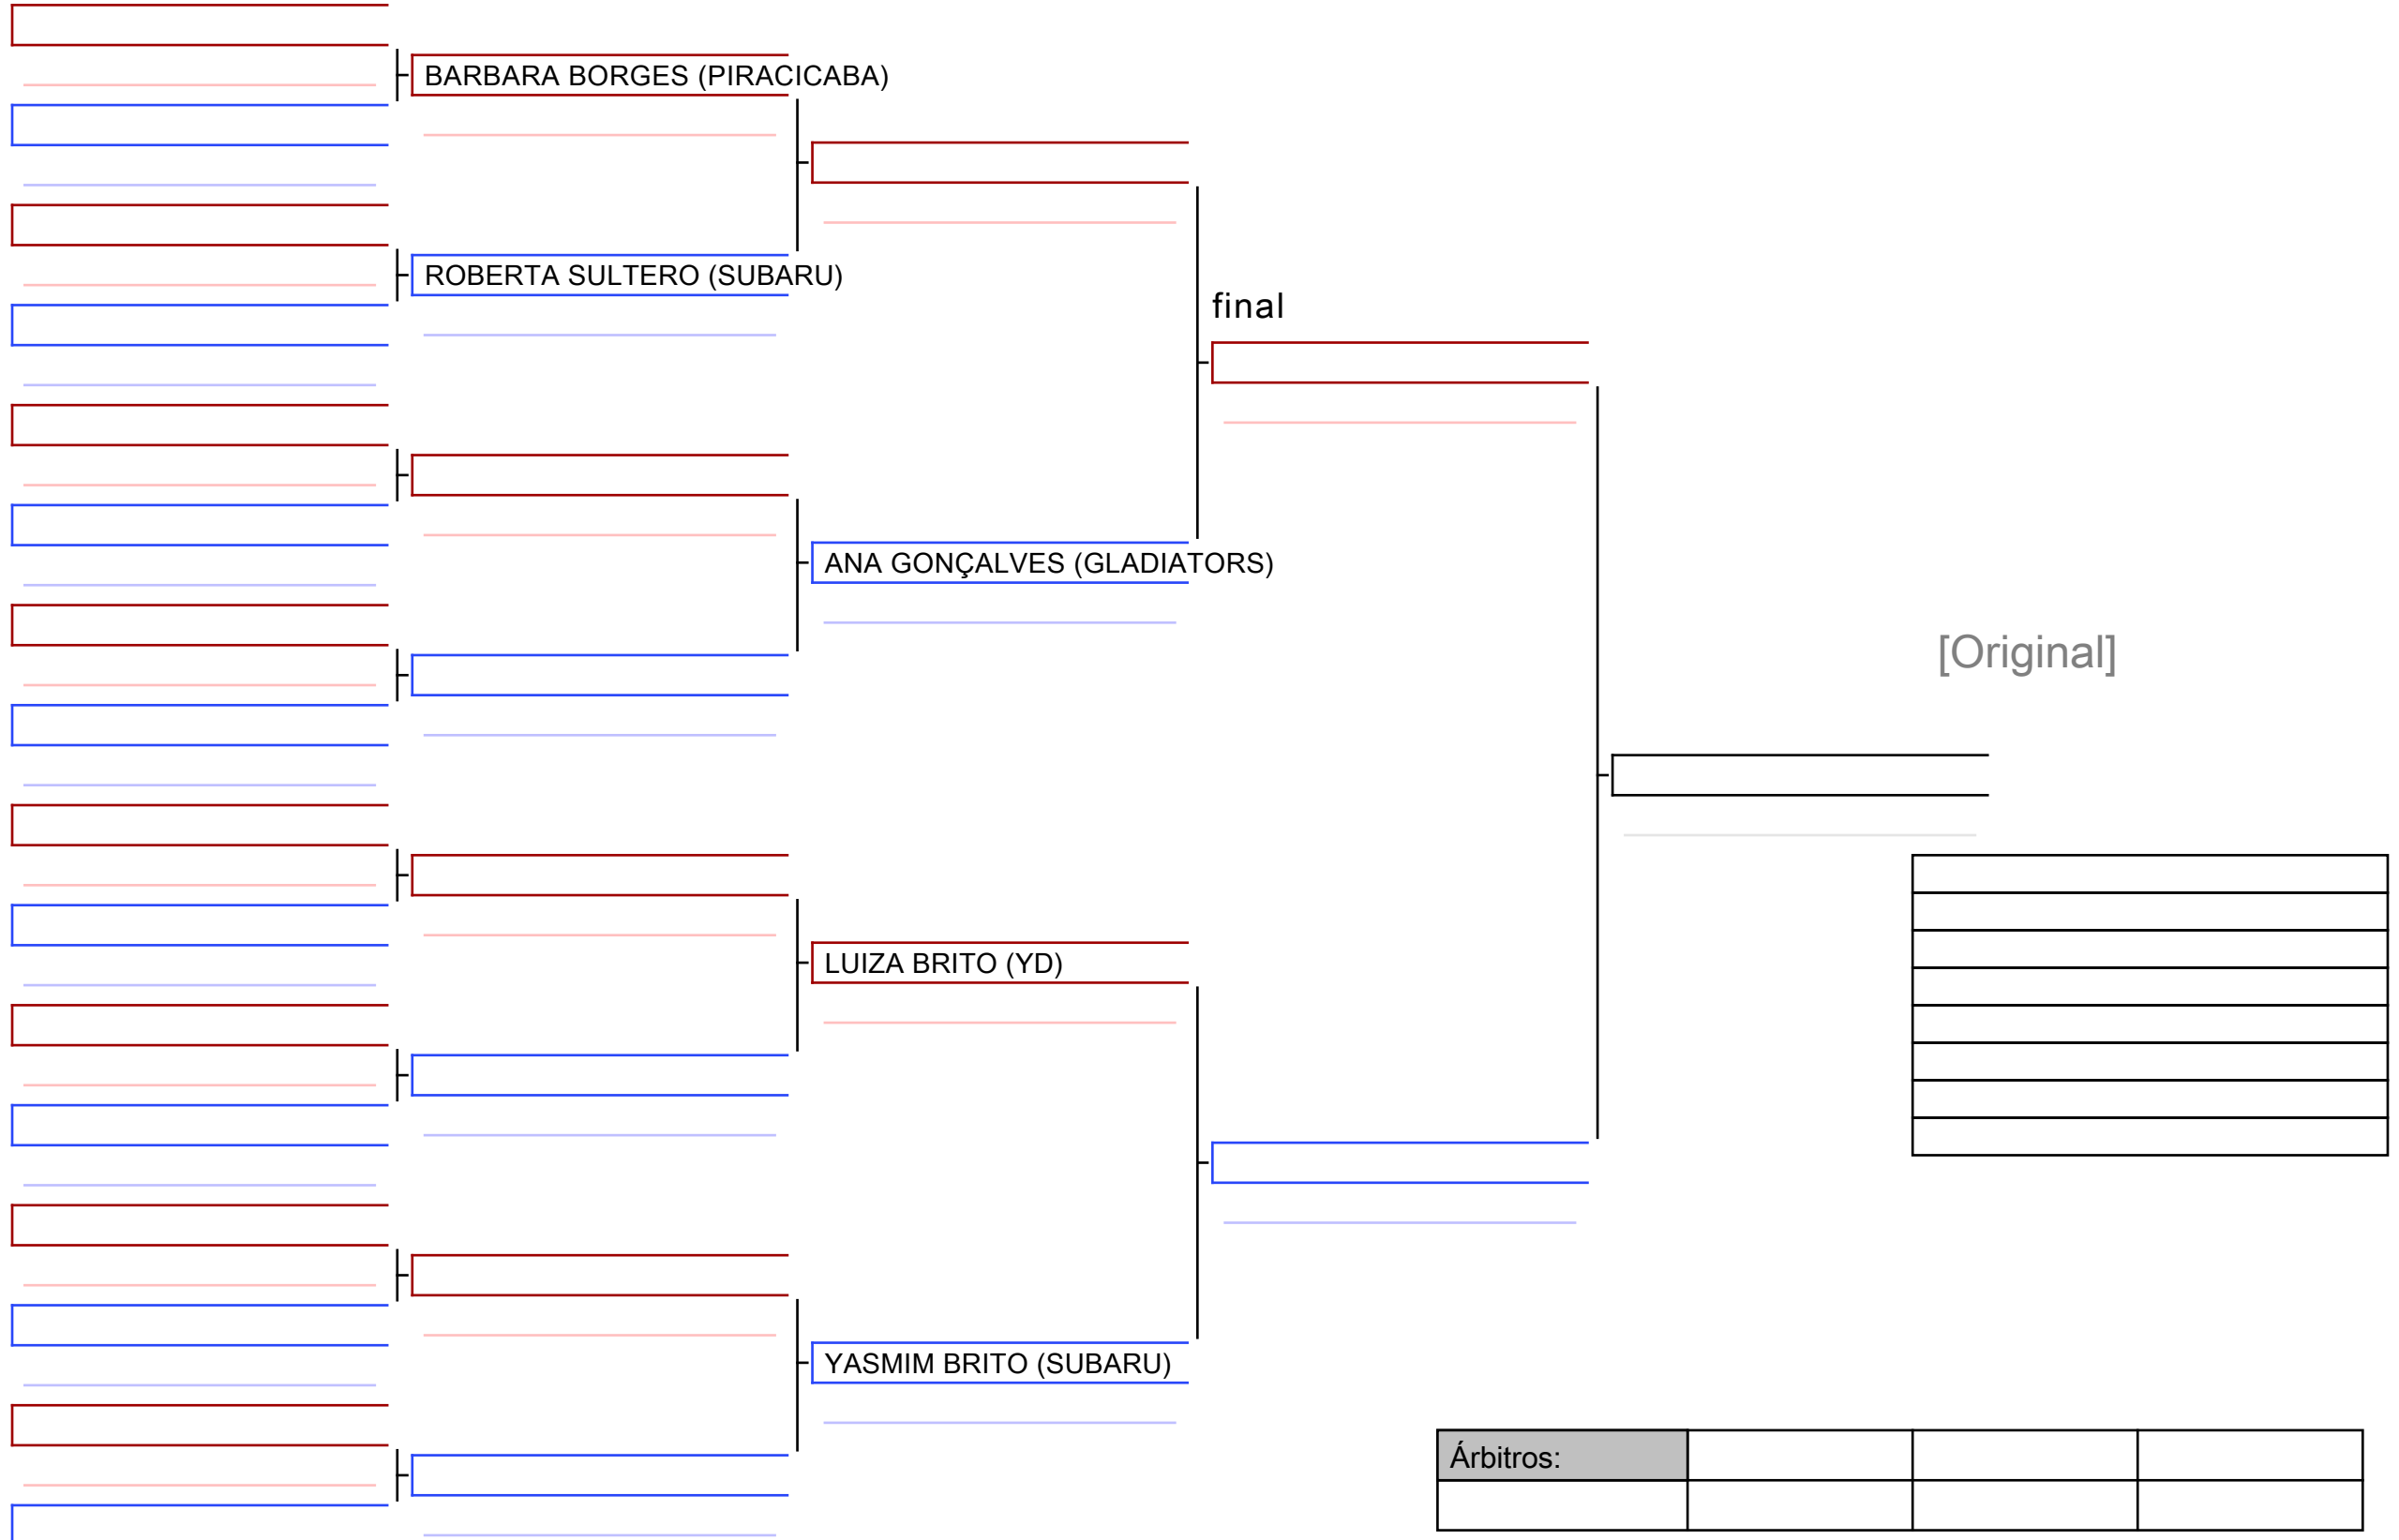 BARBARA BORGES (PIRACICABA)
ROBERTA SULTERO (SUBARU)
final
ANA GONÇALVES (GLADIATORS)
[Original]
LUIZA BRITO (YD)
YASMIM BRITO (SUBARU)
Árbitros: